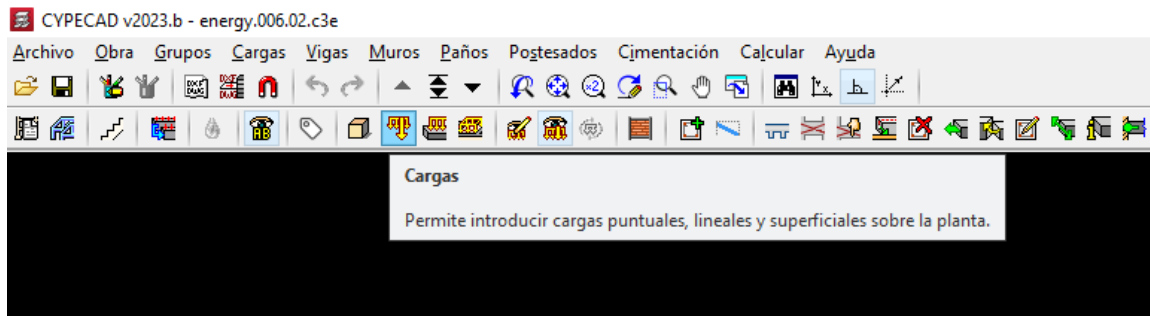 CYPECAD v2023.b - energy.006.02.c3e
Archivo Obra Grupos Cargas Vigas Muros Paños Postesados Cimentación Calcular Ayuda
Cargas
Permite introducir cargas puntuales, lineales y superficiales sobre la planta.